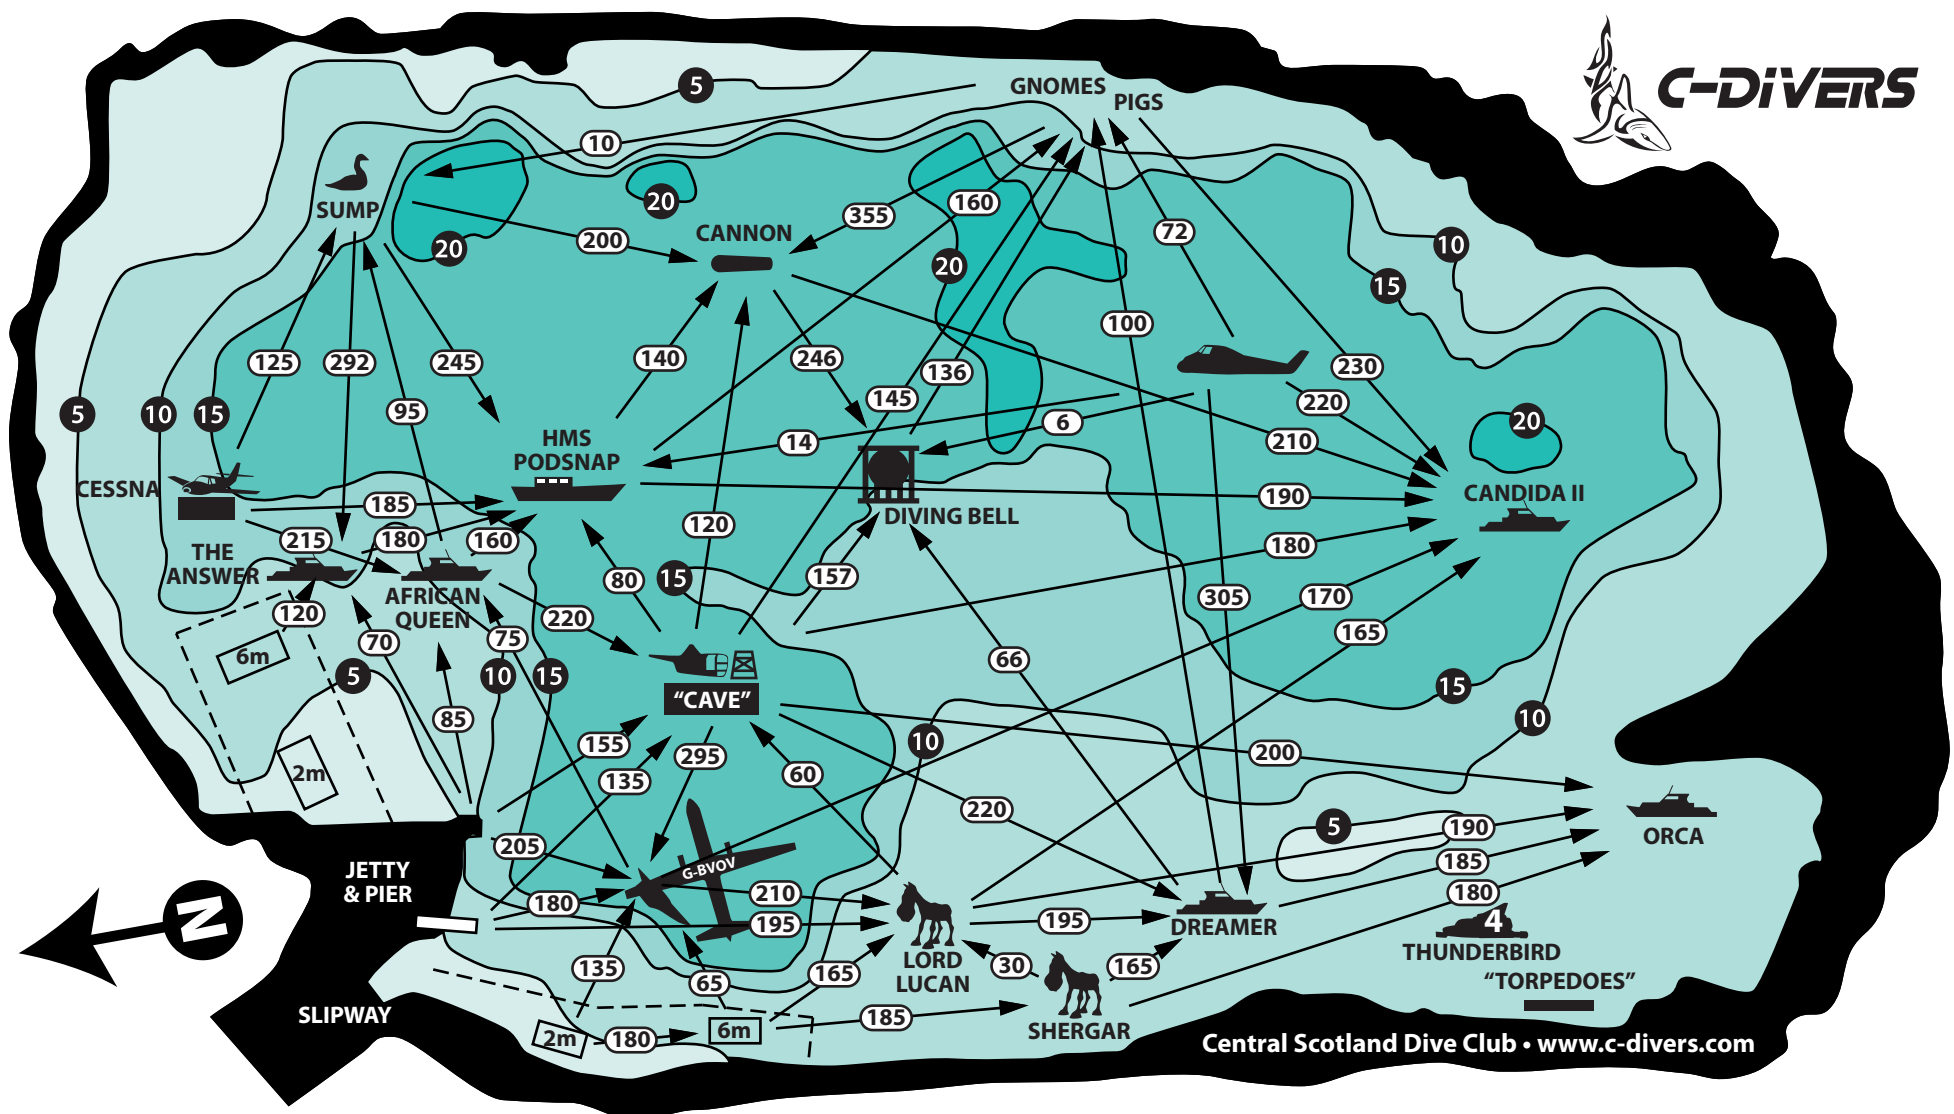 C-DiVERS
GNOMES
PIGS
5
10
SUMP
20
20
160
355
72
10
200
CANNON
20
15
125
292
245
140
246
136
100
230
220
145
95
5
10
15
14
6
210
20
HMS
PODSNAP
CESSNA
185
190
CANDIDA II
DIVING BELL
120
215
180
160
180
THE
ANSWER
80
15
157
AFRICAN
QUEEN
305
170
120
220
165
70
75
66
6m
5
10
15
"CAVE"
15
85
10
155
295
10
200
2m
135
60
220
ORCA
205
5
190
JETTY
& PIER
G-BVOV
185
210
180
180
N
195
195
4
DREAMER
THUNDERBIRD
135
165
LORD
LUCAN
30
165
"TORPEDOES"
65
SLIPWAY
185
SHERGAR
2m
180
6m
Central Scotland Dive Club • www.c-divers.com